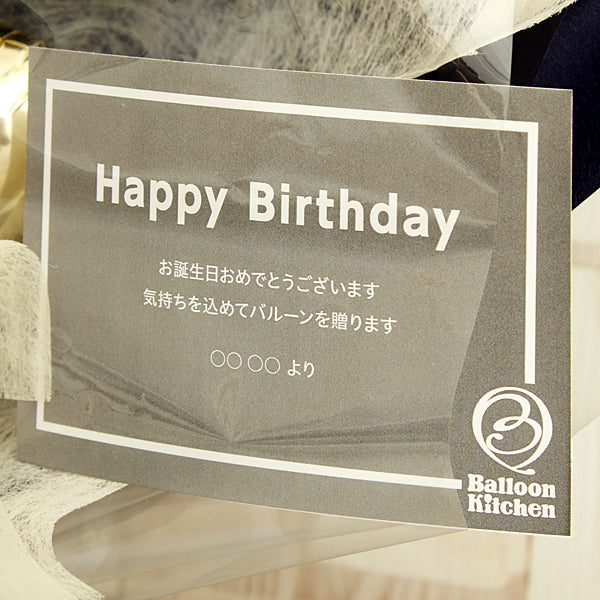 Happy Birthday
お誕生日おめでとうございます
気持ちを込めてバルーンを贈ります
○○ ○○ より
Balloon
Kitchen